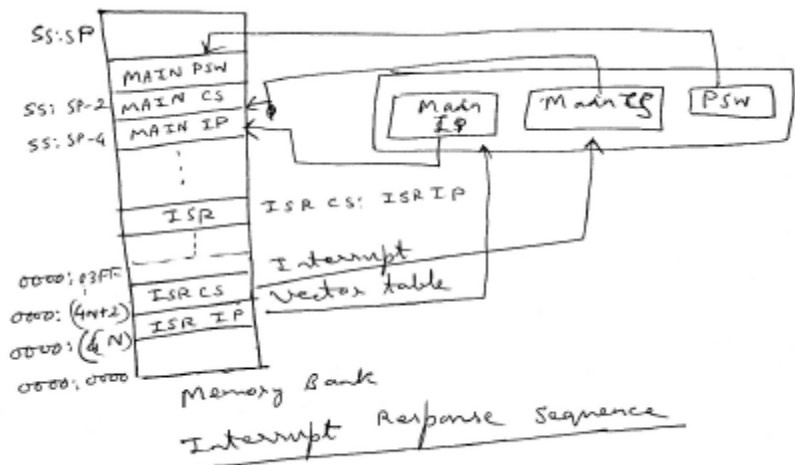 SS:SP
MAIN PSW
SS: SP-2
MAIN CS
SS: SP-4
MAIN IP
Main IP
Main CS
PSW
ISR
ISR CS: ISR IP
Interrupt
Vector table
0000:03FF
ISR CS
0000:(4N+2)
ISR IP
0000:(4N)
0000:0000
Memory Bank
Interrupt Response Sequence